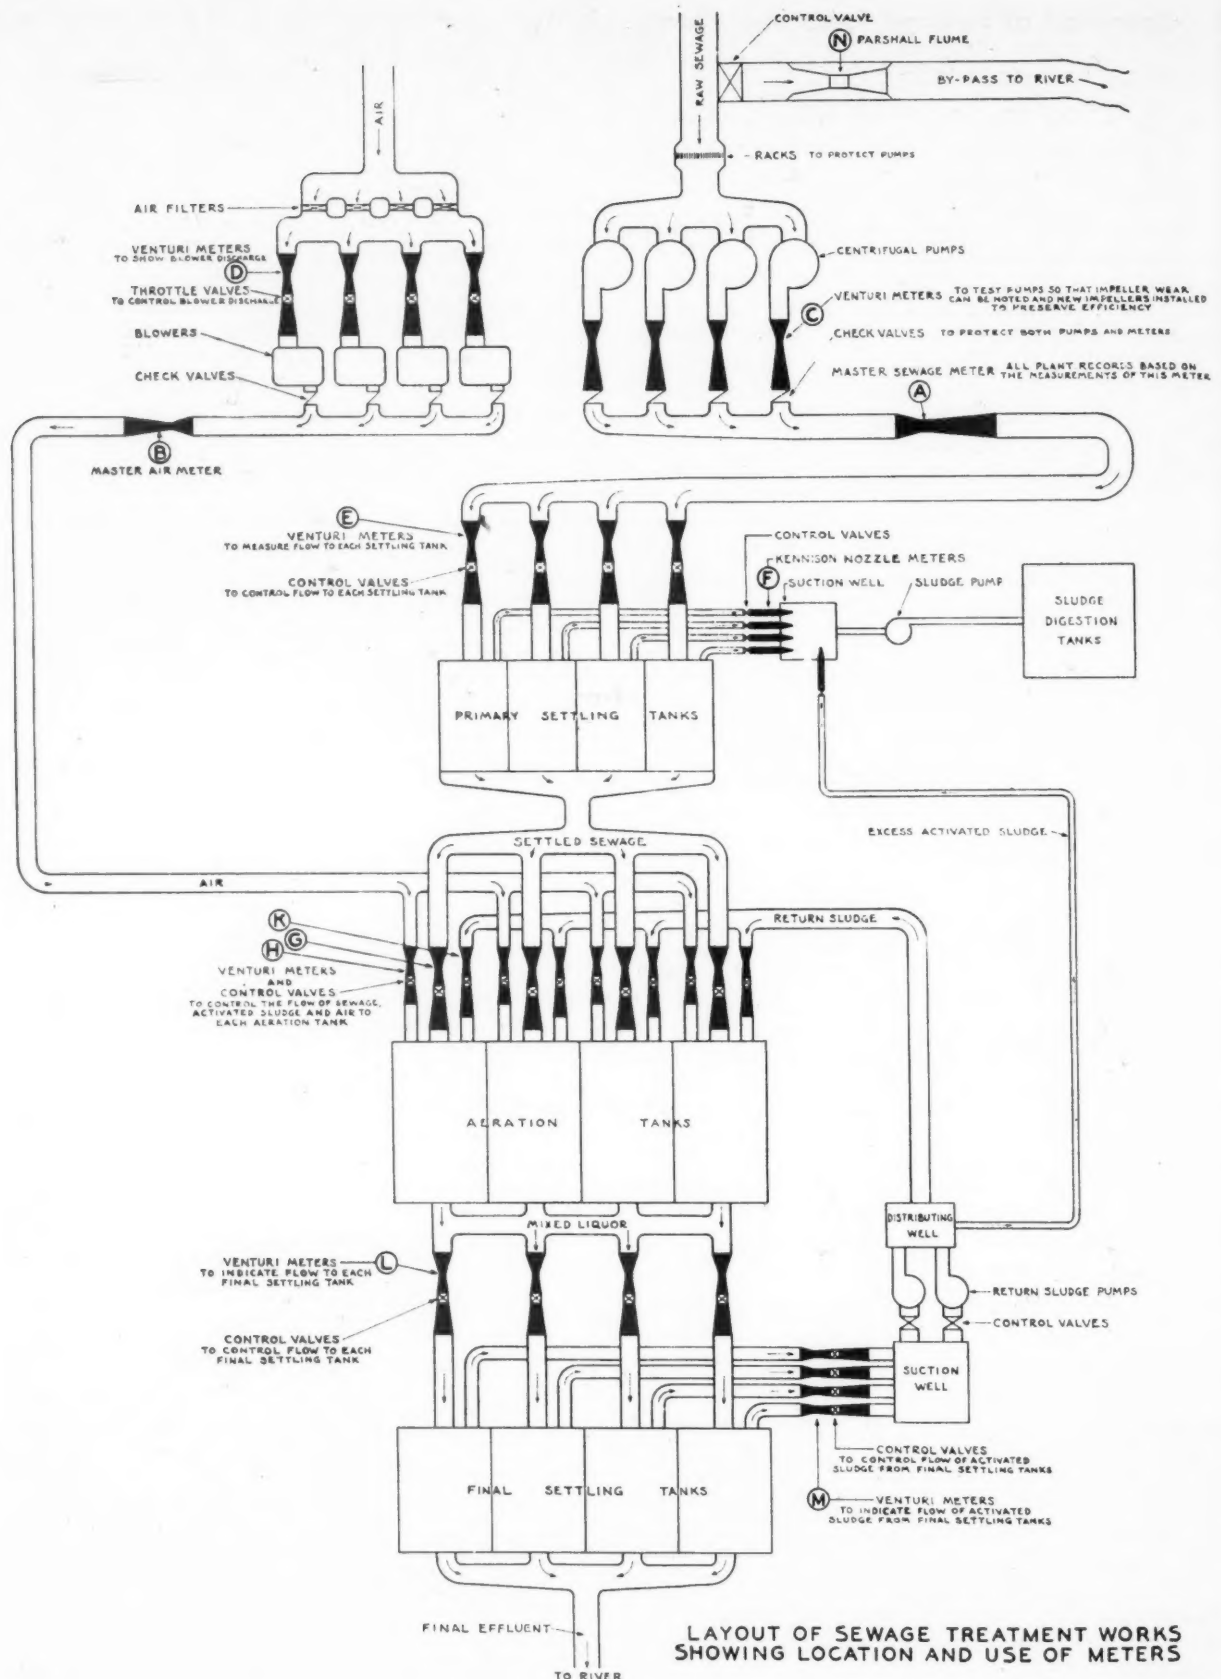 CONTROL VALVE
N PARSHALL FLUME
RAW SEWAGE
BY-PASS TO RIVER
AIR
RACKS TO PROTECT PUMPS
AIR FILTERS
VENTURI METERS
TO SHOW BLOWER DISCHARGE
D
THROTTLE VALVES
TO CONTROL BLOWER DISCHARGE
BLOWERS
CHECK VALVES
CENTRIFUGAL PUMPS
VENTURI METERS TO TEST PUMPS SO THAT IMPELLER WEAR
CAN BE NOTED AND NEW IMPELLERS INSTALLED
TO PRESERVE EFFICIENCY
C
CHECK VALVES TO PROTECT BOTH PUMPS AND METERS
MASTER SEWAGE METER ALL PLANT RECORDS BASED ON
THE MEASUREMENTS OF THIS METER
A
B
MASTER AIR METER
E
VENTURI METERS
TO MEASURE FLOW TO EACH SETTLING TANK
CONTROL VALVES
TO CONTROL FLOW TO EACH SETTLING TANK
CONTROL VALVES
KENNISON NOZZLE METERS
F
SUCTION WELL
SLUDGE PUMP
SLUDGE
DIGESTION
TANKS
PRIMARY SETTLING TANKS
EXCESS ACTIVATED SLUDGE
SETTLED SEWAGE
AIR
RETURN SLUDGE
K
G
H
VENTURI METERS
AND
CONTROL VALVES
TO CONTROL THE FLOW OF SEWAGE,
ACTIVATED SLUDGE AND AIR TO
EACH AERATION TANK
AERATION TANKS
MIXED LIQUOR
DISTRIBUTING
WELL
VENTURI METERS
TO INDICATE FLOW TO EACH
FINAL SETTLING TANK
L
CONTROL VALVES
TO CONTROL FLOW TO EACH
FINAL SETTLING TANK
RETURN SLUDGE PUMPS
CONTROL VALVES
SUCTION
WELL
CONTROL VALVES
TO CONTROL FLOW OF ACTIVATED
SLUDGE FROM FINAL SETTLING TANKS
M VENTURI METERS
TO INDICATE FLOW OF ACTIVATED
SLUDGE FROM FINAL SETTLING TANKS
FINAL SETTLING TANKS
FINAL EFFLUENT
TO RIVER
LAYOUT OF SEWAGE TREATMENT WORKS
SHOWING LOCATION AND USE OF METERS